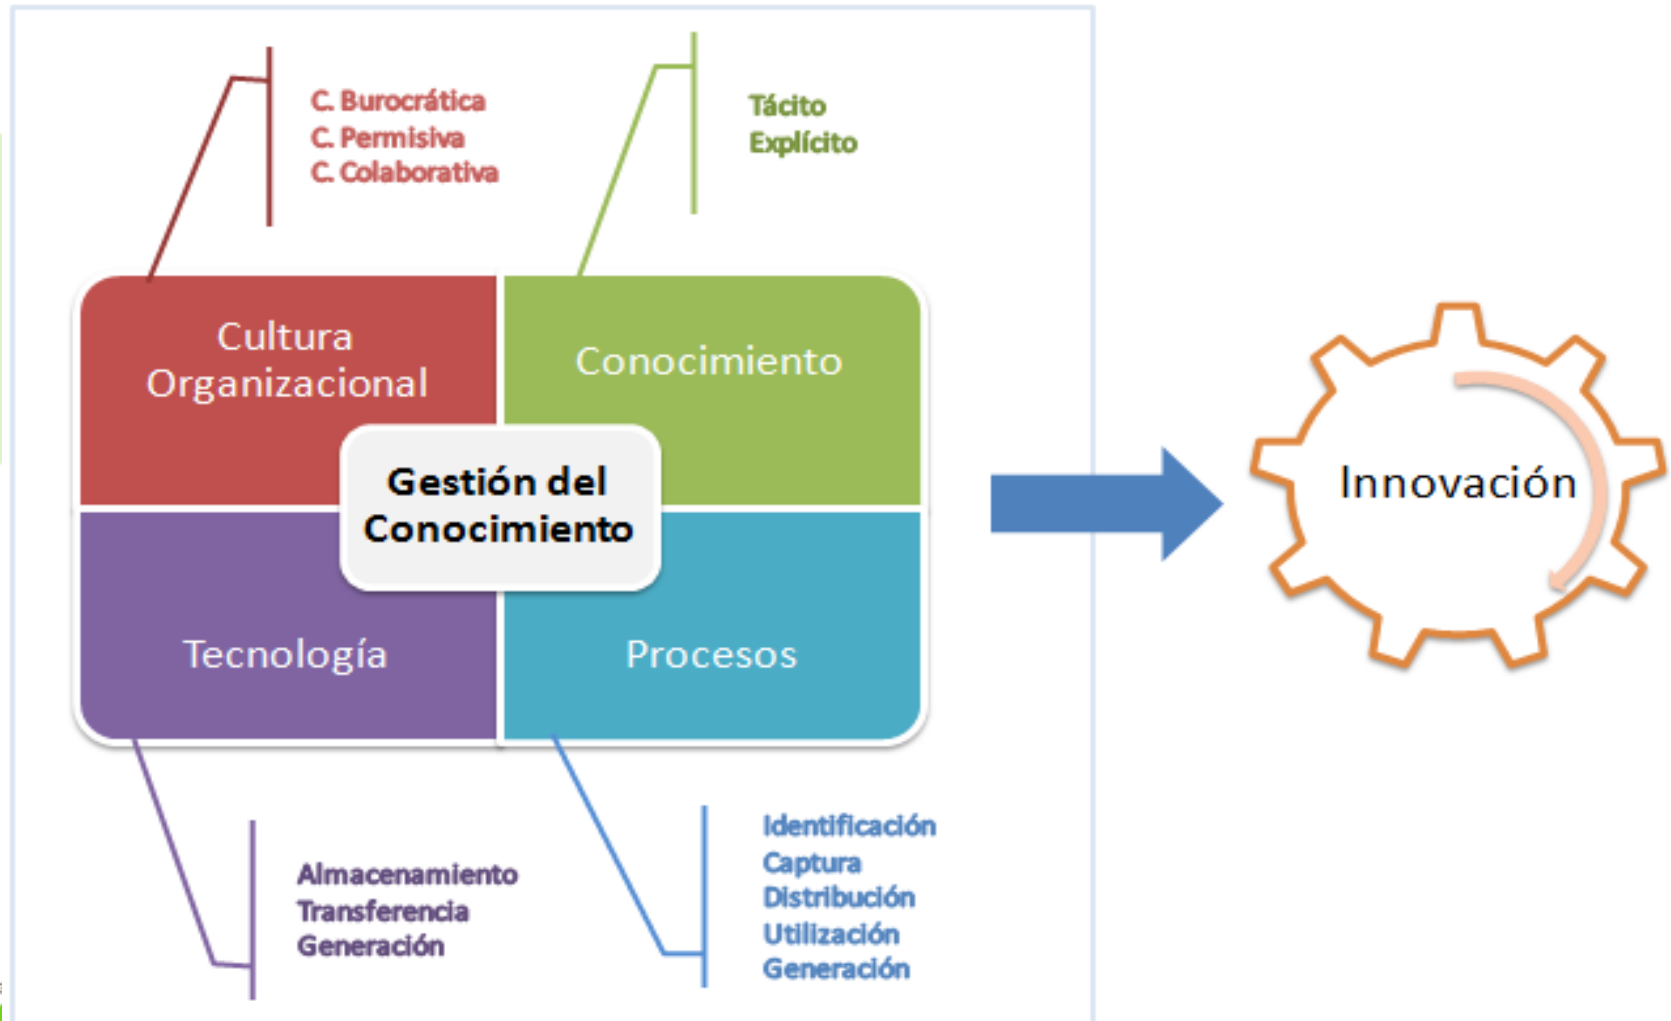 C. Burocrática
C. Permisiva
C. Colaborativa
Tácito
Explícito
Cultura
Organizacional
Conocimiento
Gestión del
Conocimiento
Tecnología
Procesos
Almacenamiento
Transferencia
Generación
Identificación
Captura
Distribución
Utilización
Generación
Innovación